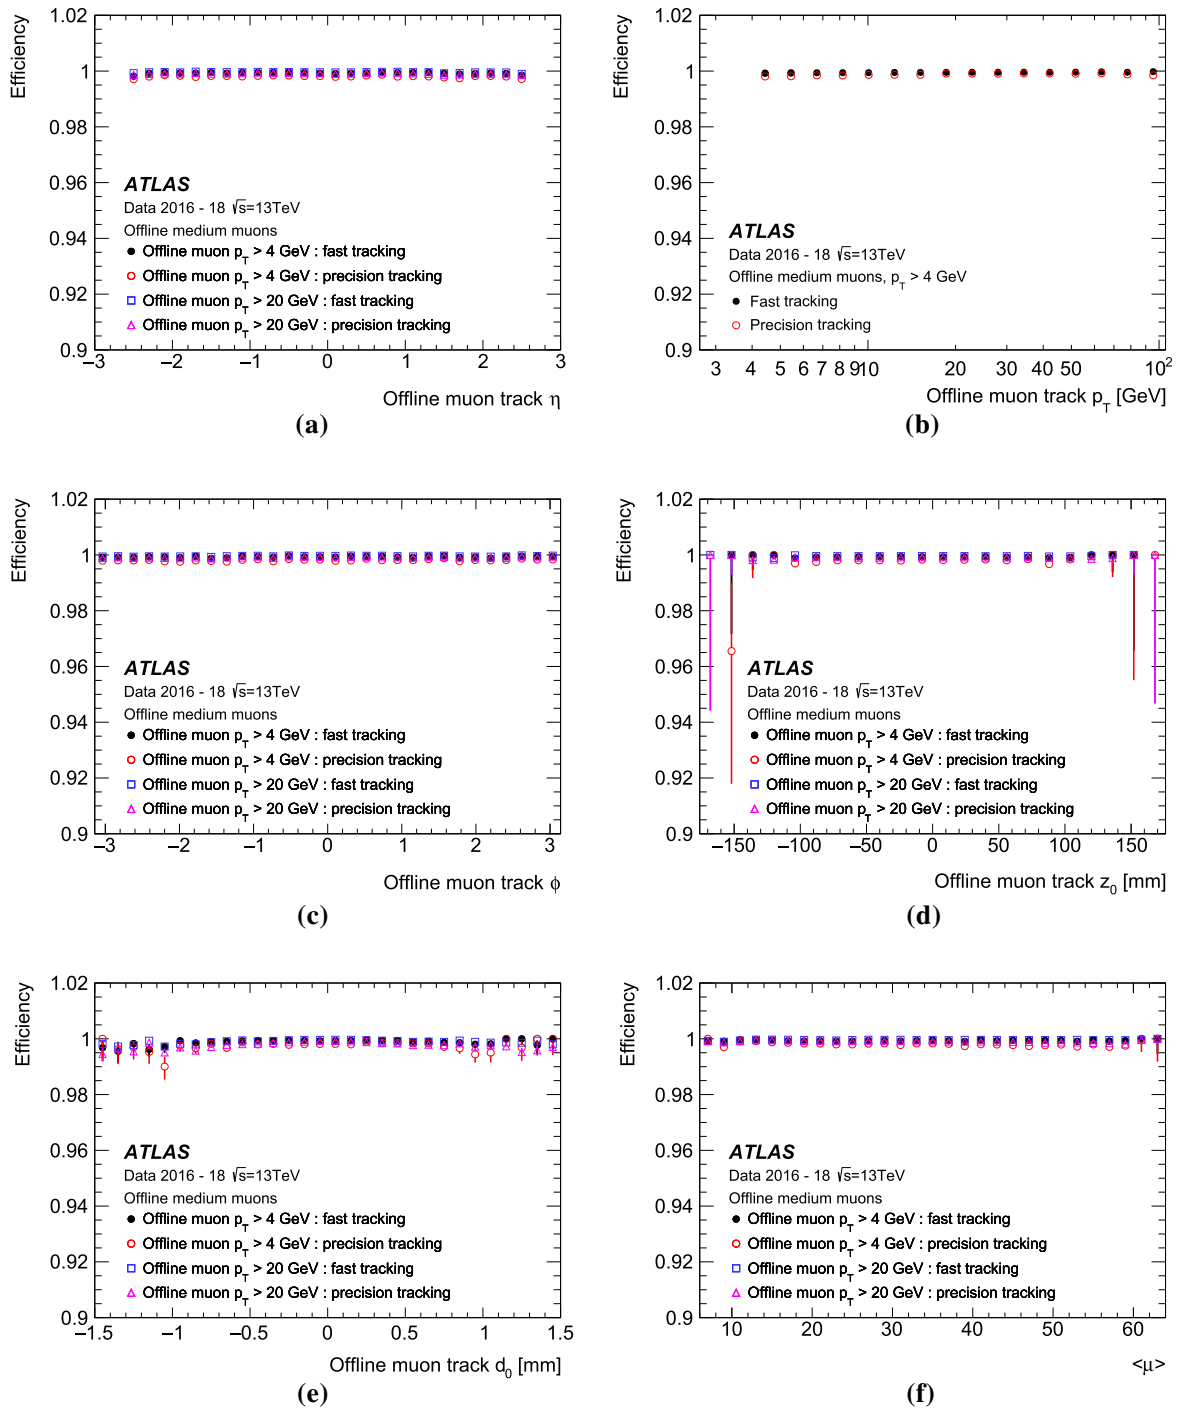 Efficiency
1.02
1
0.98
0.96
0.94
0.92
0.9
ATLAS
Data 2016 - 18 √s=13TeV
Offline medium muons
Offline muon p_T > 4 GeV : fast tracking
Offline muon p_T > 4 GeV : precision tracking
Offline muon p_T > 20 GeV : fast tracking
Offline muon p_T > 20 GeV : precision tracking
−3 −2 −1 0 1 2 3
Offline muon track η
(a)
Efficiency
1.02
1
0.98
0.96
0.94
0.92
0.9
ATLAS
Data 2016 - 18 √s=13TeV
Offline medium muons, p_T > 4 GeV
Fast tracking
Precision tracking
3 4 5 6 7 8 9 10 20 30 40 50 10²
Offline muon track p_T [GeV]
(b)
Efficiency
1.02
1
0.98
0.96
0.94
0.92
0.9
ATLAS
Data 2016 - 18 √s=13TeV
Offline medium muons
Offline muon p_T > 4 GeV : fast tracking
Offline muon p_T > 4 GeV : precision tracking
Offline muon p_T > 20 GeV : fast tracking
Offline muon p_T > 20 GeV : precision tracking
−3 −2 −1 0 1 2 3
Offline muon track ϕ
(c)
Efficiency
1.02
1
0.98
0.96
0.94
0.92
0.9
ATLAS
Data 2016 - 18 √s=13TeV
Offline medium muons
Offline muon p_T > 4 GeV : fast tracking
Offline muon p_T > 4 GeV : precision tracking
Offline muon p_T > 20 GeV : fast tracking
Offline muon p_T > 20 GeV : precision tracking
−150 −100 −50 0 50 100 150
Offline muon track z_0 [mm]
(d)
Efficiency
1.02
1
0.98
0.96
0.94
0.92
0.9
ATLAS
Data 2016 - 18 √s=13TeV
Offline medium muons
Offline muon p_T > 4 GeV : fast tracking
Offline muon p_T > 4 GeV : precision tracking
Offline muon p_T > 20 GeV : fast tracking
Offline muon p_T > 20 GeV : precision tracking
−1.5 −1 −0.5 0 0.5 1 1.5
Offline muon track d_0 [mm]
(e)
Efficiency
1.02
1
0.98
0.96
0.94
0.92
0.9
ATLAS
Data 2016 - 18 √s=13TeV
Offline medium muons
Offline muon p_T > 4 GeV : fast tracking
Offline muon p_T > 4 GeV : precision tracking
Offline muon p_T > 20 GeV : fast tracking
Offline muon p_T > 20 GeV : precision tracking
10 20 30 40 50 60
<μ>
(f)